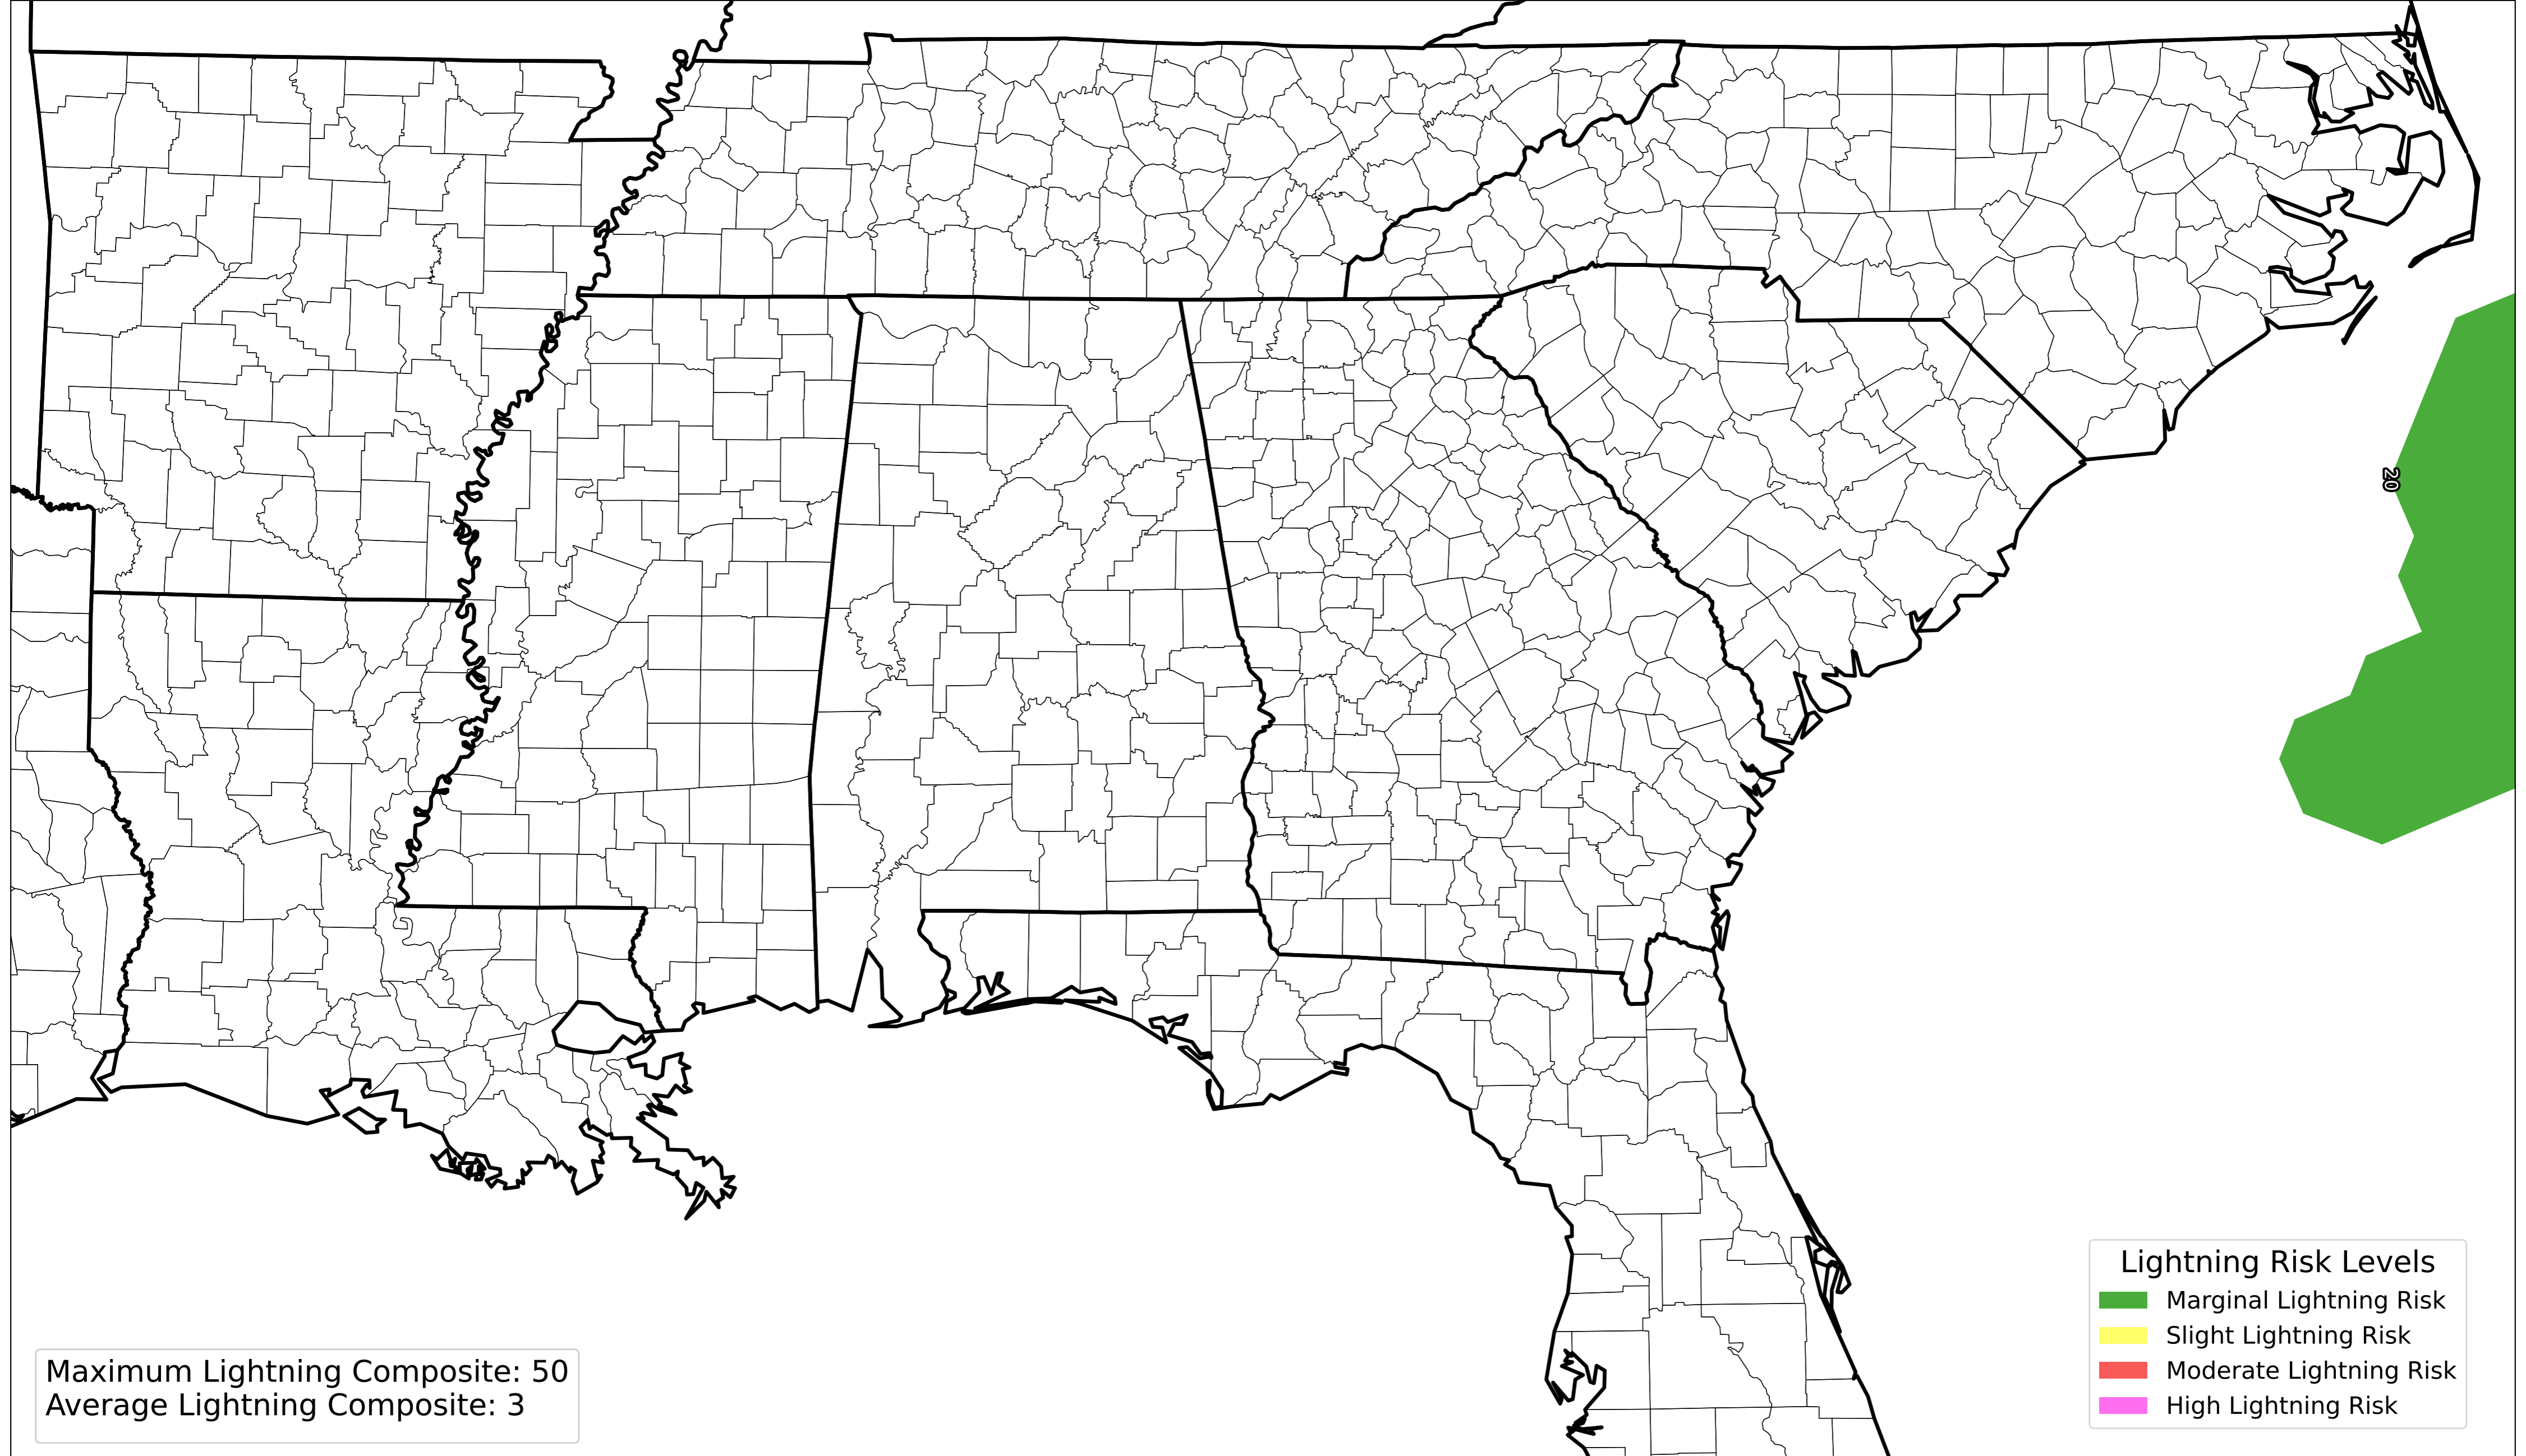 20
Lightning Risk Levels
Marginal Lightning Risk
Slight Lightning Risk
Moderate Lightning Risk
High Lightning Risk
Maximum Lightning Composite: 50
Average Lightning Composite: 3